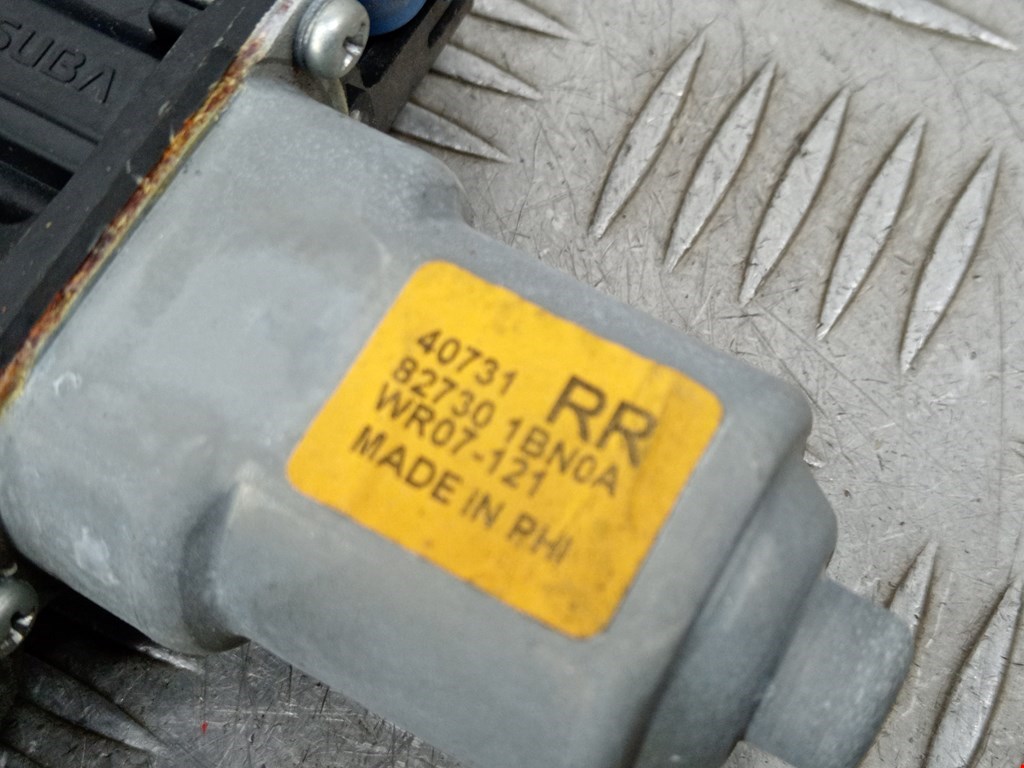 SUBA
40731
RR
82730 1BN0A
WR07-121
MADE IN PHI